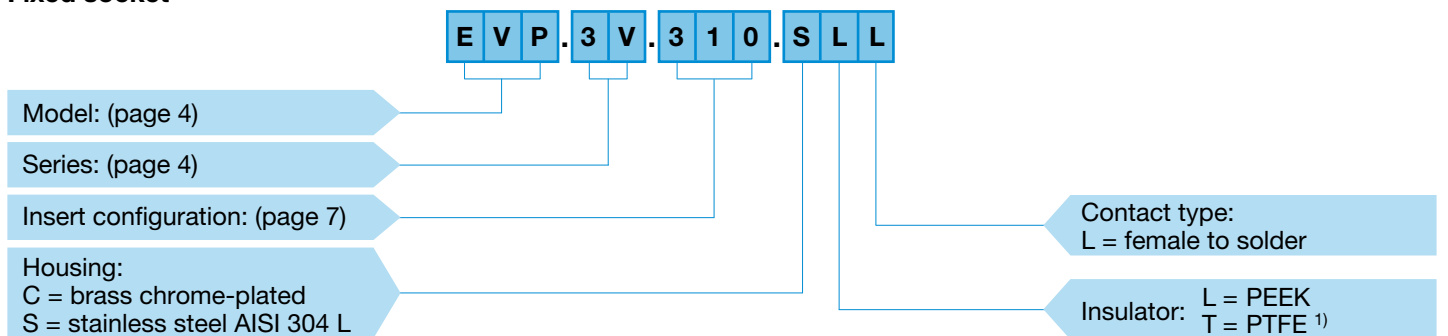 Fixed socket
E V P . 3 V . 3 1 0 . S L L
Model: (page 4)
Series: (page 4)
Insert configuration: (page 7)
Housing:
C = brass chrome-plated
S = stainless steel AISI 304 L
Contact type:
L = female to solder
Insulator: L = PEEK
T = PTFE 1)